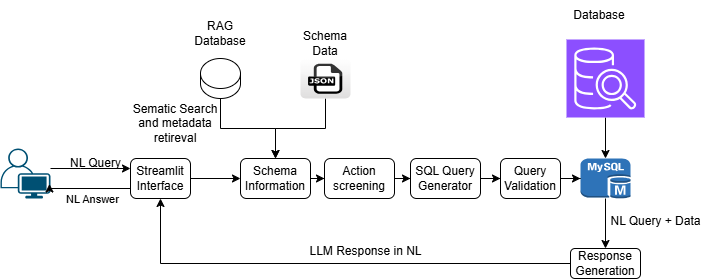 RAG
Database
Schema
Data
Database
JSON
Sematic Search
and metadata
retireval
NL Query
NL Answer
Streamlit
Interface
Schema
Information
Action
screening
SQL Query
Generator
Query
Validation
MySQL
M
NL Query + Data
LLM Response in NL
Response
Generation